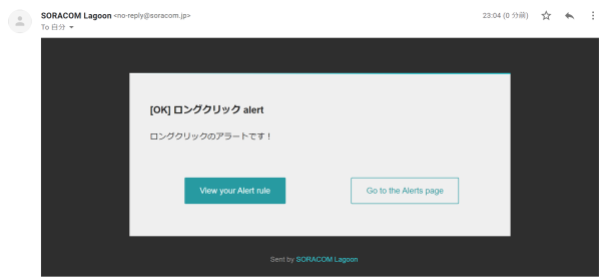 SORACOM Lagoon <no-reply@soracom.jp>
23:04 (0 分前)
To 自分
[OK] ロングクリック alert
ロングクリックのアラートです！
View your Alert rule
Go to the Alerts page
Sent by SORACOM Lagoon